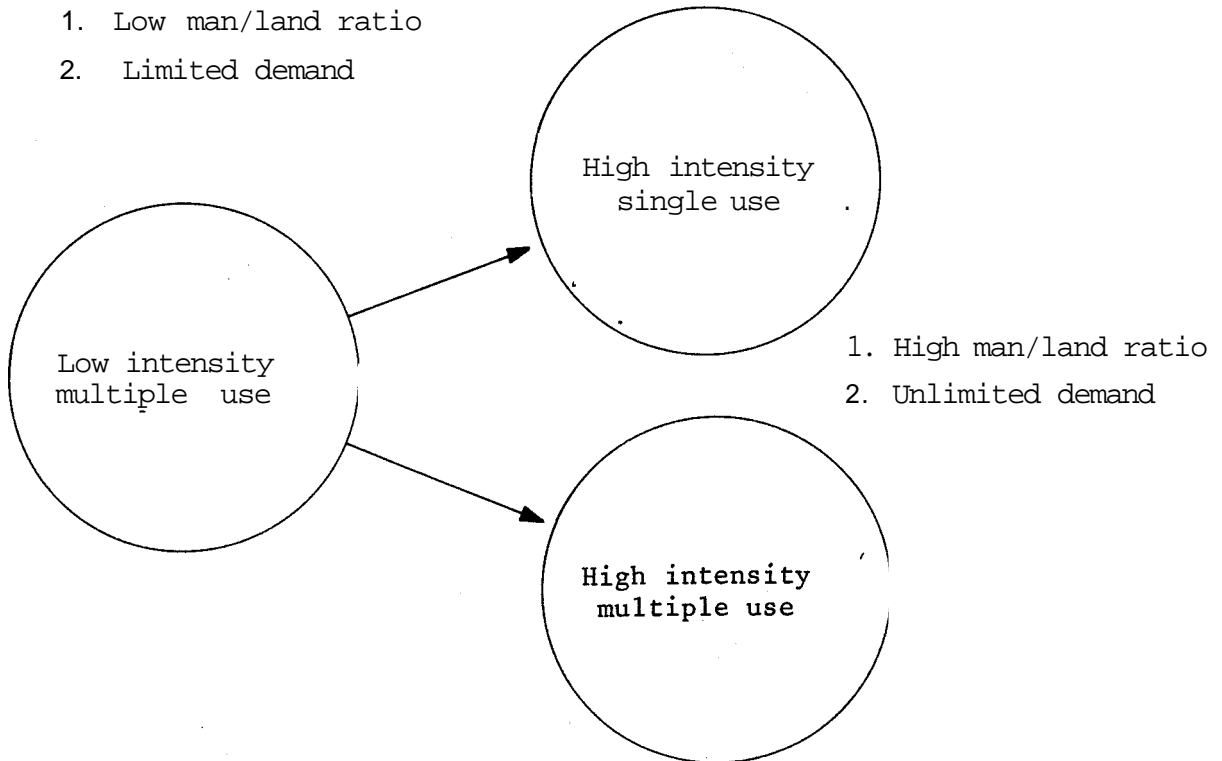 1. Low man/land ratio
2. Limited demand
High intensity
single use
Low intensity
multiple use
1. High man/land ratio
2. Unlimited demand
High intensity
multiple use